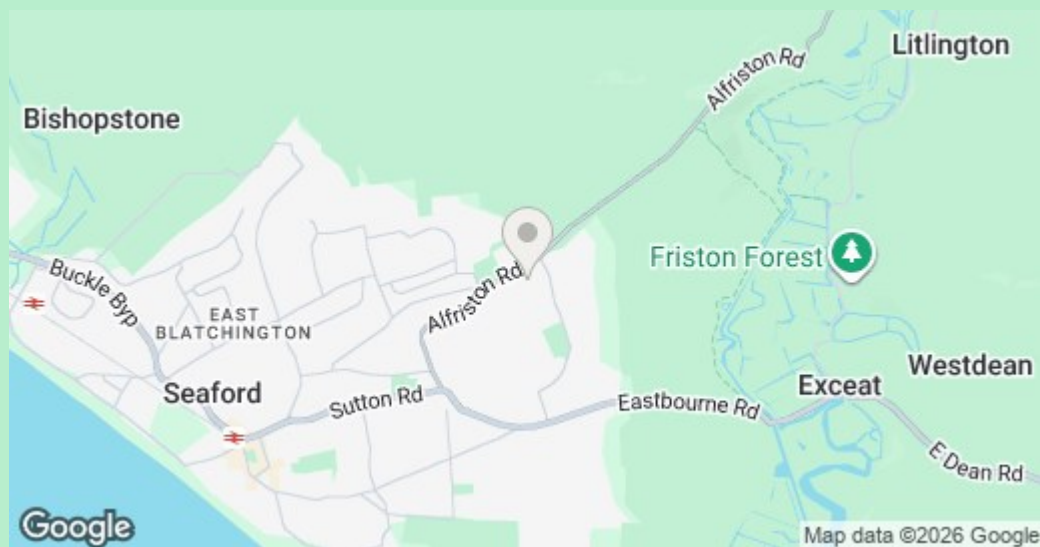 Litlington
Alfriston Rd
Bishopstone
Friston Forest
Buckle Byp
Alfriston Rd
EAST
BLATCHINGTON
Westdean
Exceat
Seaford
Sutton Rd
Eastbourne Rd
E Dean Rd
Google
Map data ©2026 Google